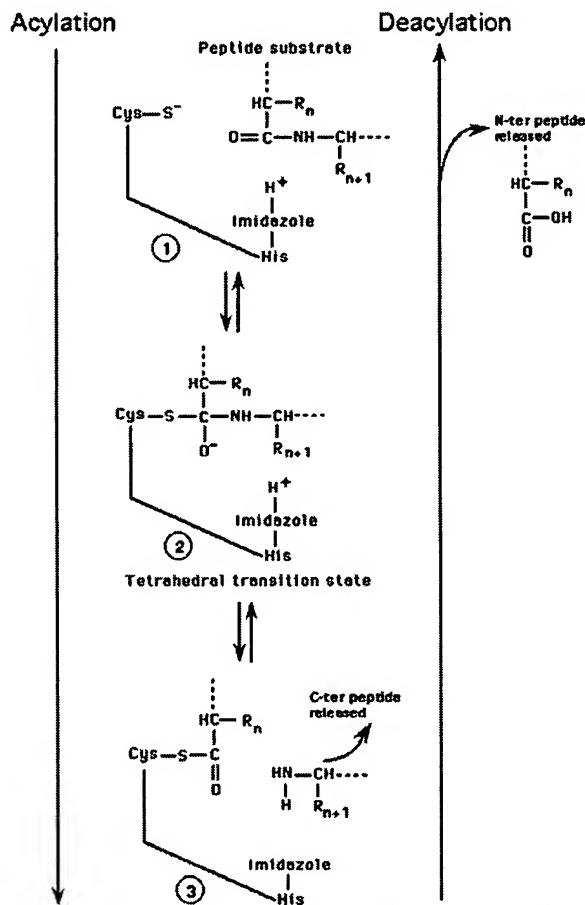 Acylation
Deacylation
Peptide substrate
Cys—S⁻
HC—Rₙ
O=C—NH—CH----
Rₙ₊₁
H⁺
Imidazole
His
1
N-ter peptide
released
HC—Rₙ
C—OH
O
HC—Rₙ
Cys—S—C—NH—CH----
O⁻
Rₙ₊₁
H⁺
Imidazole
His
2
Tetrahedral transition state
C-ter peptide
released
HC—Rₙ
Cys—S—C
O
HN—CH----
H
Rₙ₊₁
Imidazole
His
3